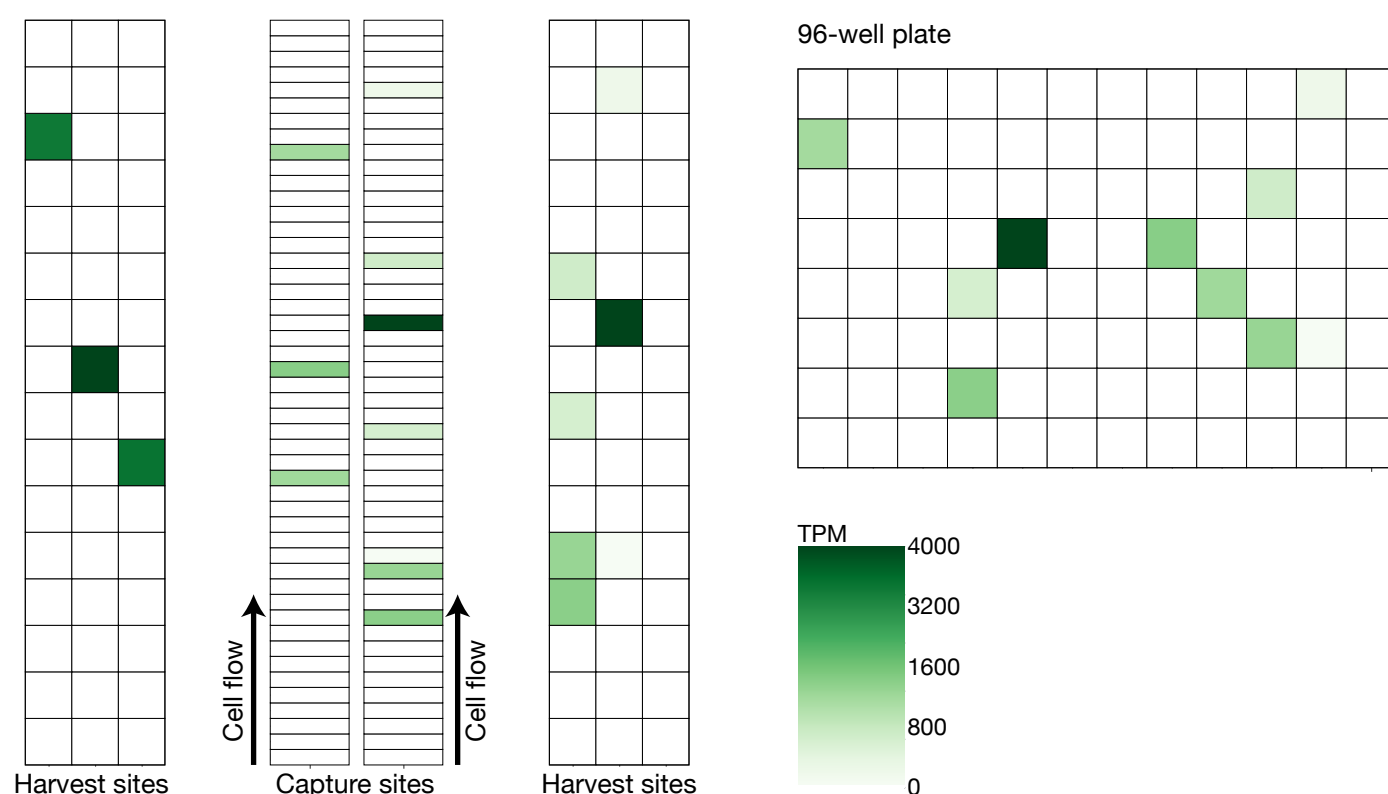 96-well plate
TPM
4000
3200
1600
800
0
Cell flow
Cell flow
Harvest sites
Capture sites
Harvest sites